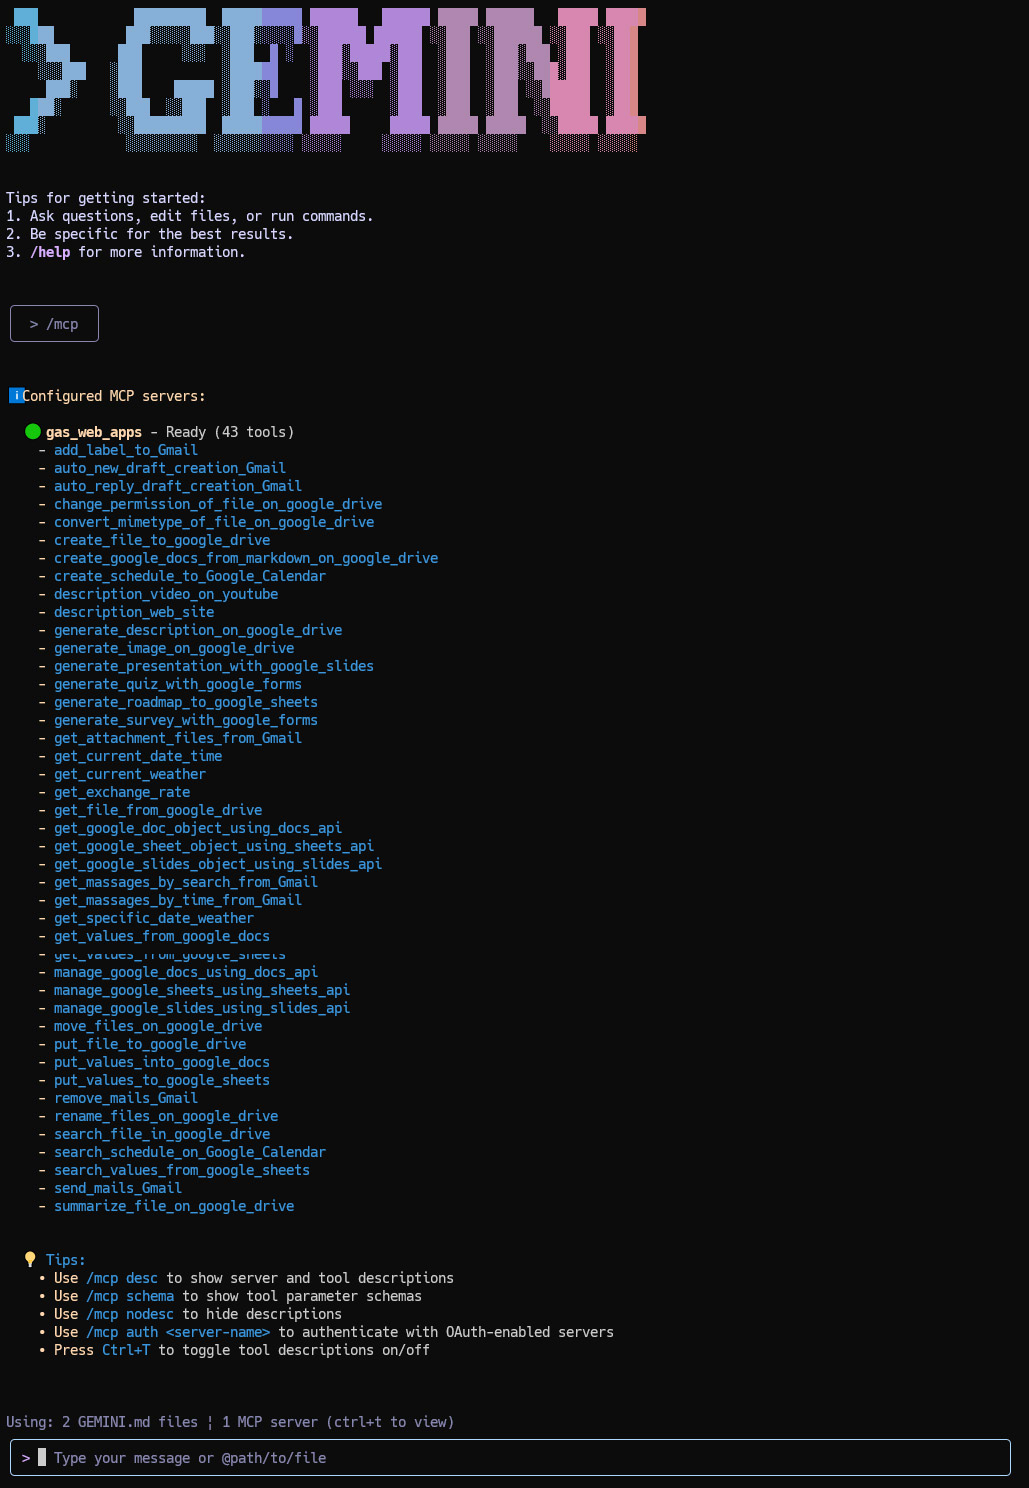 > GEMINI
Tips for getting started:
1. Ask questions, edit files, or run commands.
2. Be specific for the best results.
3. /help for more information.
> /mcp
i Configured MCP servers:
gas_web_apps - Ready (43 tools)
- add_label_to_Gmail
- auto_new_draft_creation_Gmail
- auto_reply_draft_creation_Gmail
- change_permission_of_file_on_google_drive
- convert_mimetype_of_file_on_google_drive
- create_file_to_google_drive
- create_google_docs_from_markdown_on_google_drive
- create_schedule_to_Google_Calendar
- description_video_on_youtube
- description_web_site
- generate_description_on_google_drive
- generate_image_on_google_drive
- generate_presentation_with_google_slides
- generate_quiz_with_google_forms
- generate_roadmap_to_google_sheets
- generate_survey_with_google_forms
- get_attachment_files_from_Gmail
- get_current_date_time
- get_current_weather
- get_exchange_rate
- get_file_from_google_drive
- get_google_doc_object_using_docs_api
- get_google_sheet_object_using_sheets_api
- get_google_slides_object_using_slides_api
- get_massages_by_search_from_Gmail
- get_massages_by_time_from_Gmail
- get_specific_date_weather
- get_values_from_google_docs
- get_values_from_google_sheets
- manage_google_docs_using_docs_api
- manage_google_sheets_using_sheets_api
- manage_google_slides_using_slides_api
- move_files_on_google_drive
- put_file_to_google_drive
- put_values_into_google_docs
- put_values_to_google_sheets
- remove_mails_Gmail
- rename_files_on_google_drive
- search_file_in_google_drive
- search_schedule_on_Google_Calendar
- search_values_from_google_sheets
- send_mails_Gmail
- summarize_file_on_google_drive
Tips:
• Use /mcp desc to show server and tool descriptions
• Use /mcp schema to show tool parameter schemas
• Use /mcp nodesc to hide descriptions
• Use /mcp auth <server-name> to authenticate with OAuth-enabled servers
• Press Ctrl+T to toggle tool descriptions on/off
Using: 2 GEMINI.md files ¦ 1 MCP server (ctrl+t to view)
> Type your message or @path/to/file